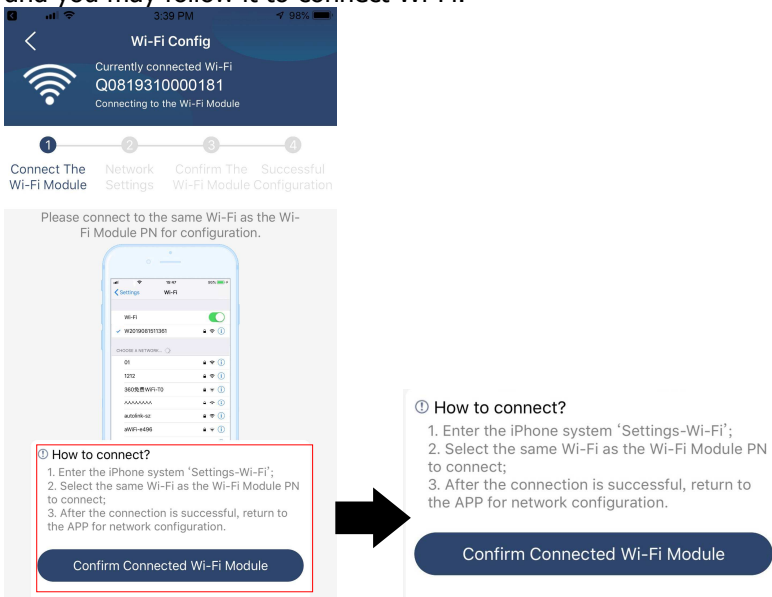 and you may follow it to connect Wi-Fi.
3:39 PM
98%
Wi-Fi Config
Currently connected Wi-Fi
Q0819310000181
Connecting to the Wi-Fi Module
1 2 3 4
Connect The Wi-Fi Module
Network Settings
Confirm The Wi-Fi Module
Successful Configuration
Please connect to the same Wi-Fi as the Wi-
Fi Module PN for configuration.
Settings Wi-Fi
Wi-Fi
CHOOSE A NETWORK...
01
1212
360免费WiFi-T0
^^^^^^^^
autolink-sz
aWiFi-e496
How to connect?
1. Enter the iPhone system ‘Settings-Wi-Fi’;
2. Select the same Wi-Fi as the Wi-Fi Module PN
to connect;
3. After the connection is successful, return to
the APP for network configuration.
Confirm Connected Wi-Fi Module
How to connect?
1. Enter the iPhone system ‘Settings-Wi-Fi’;
2. Select the same Wi-Fi as the Wi-Fi Module PN
to connect;
3. After the connection is successful, return to
the APP for network configuration.
Confirm Connected Wi-Fi Module